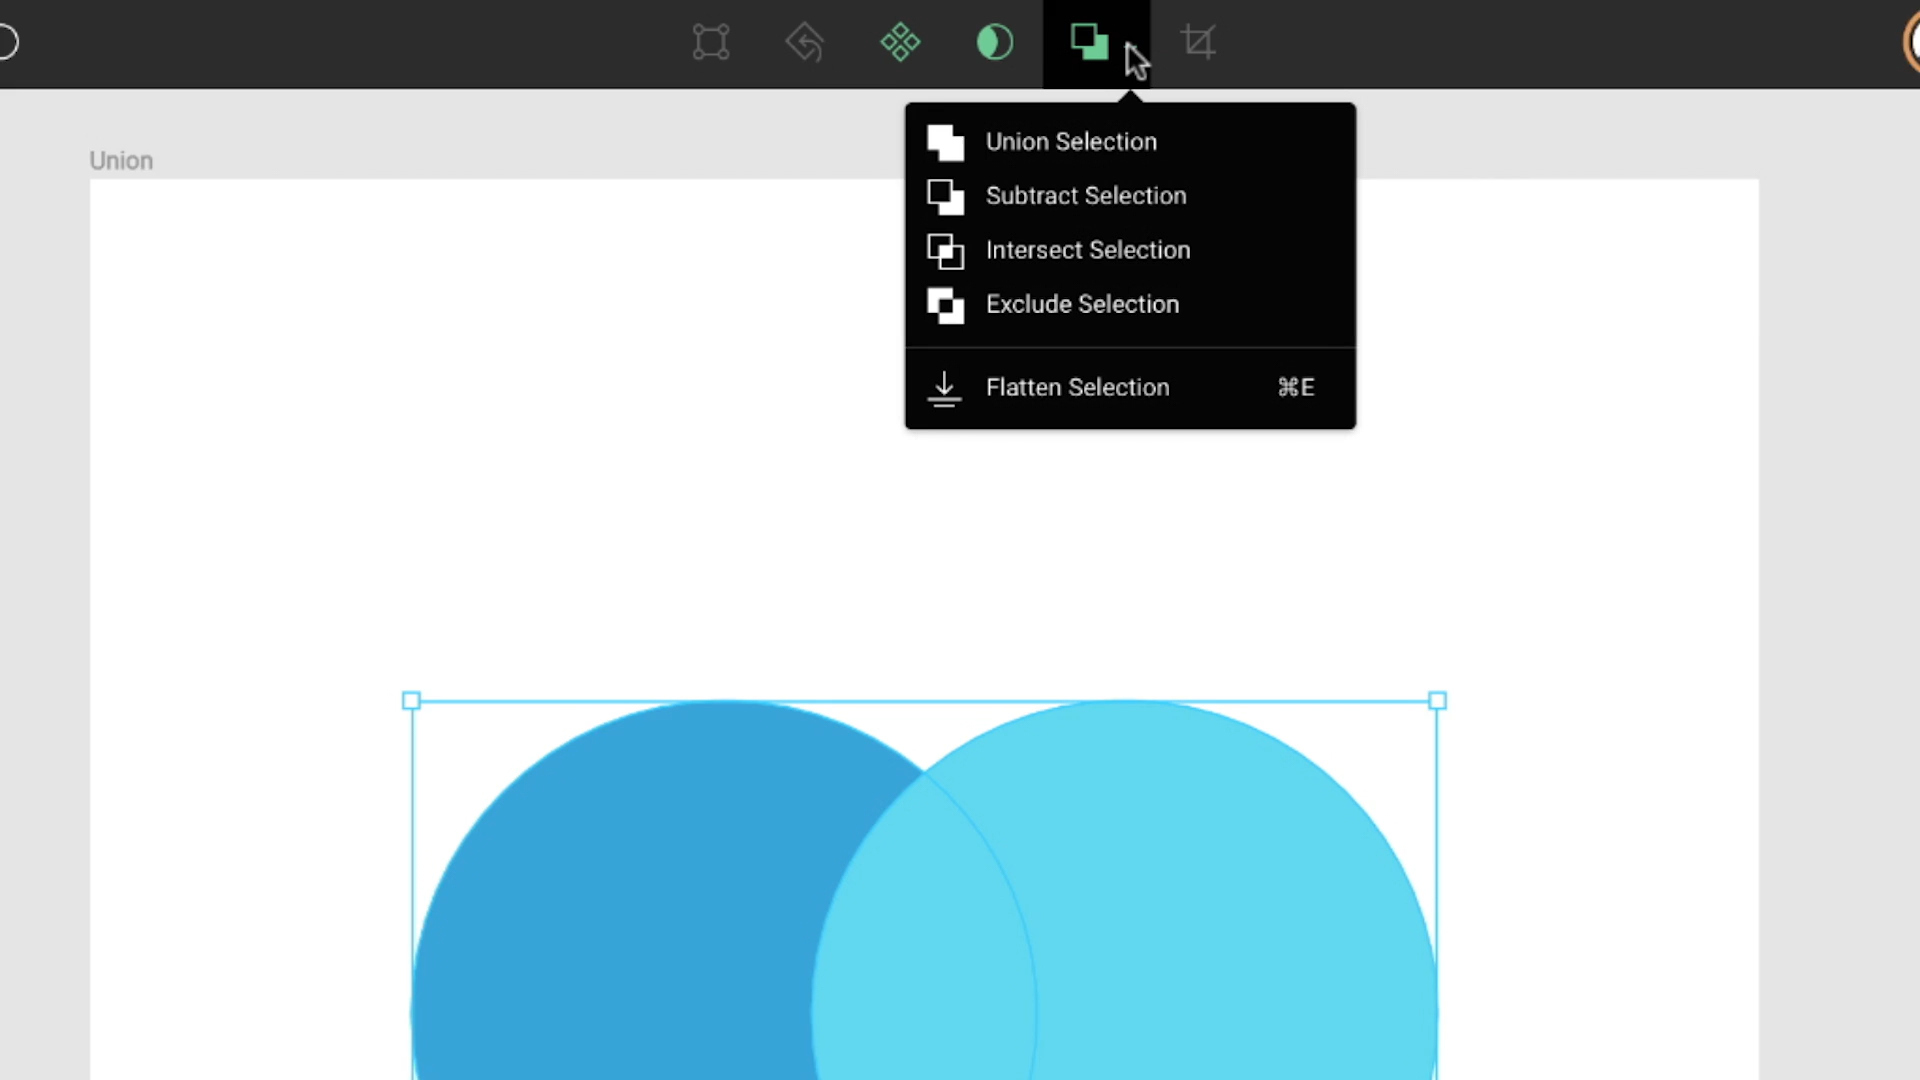 Union
Union Selection
Subtract Selection
Intersect Selection
Exclude Selection
Flatten Selection ⌘E